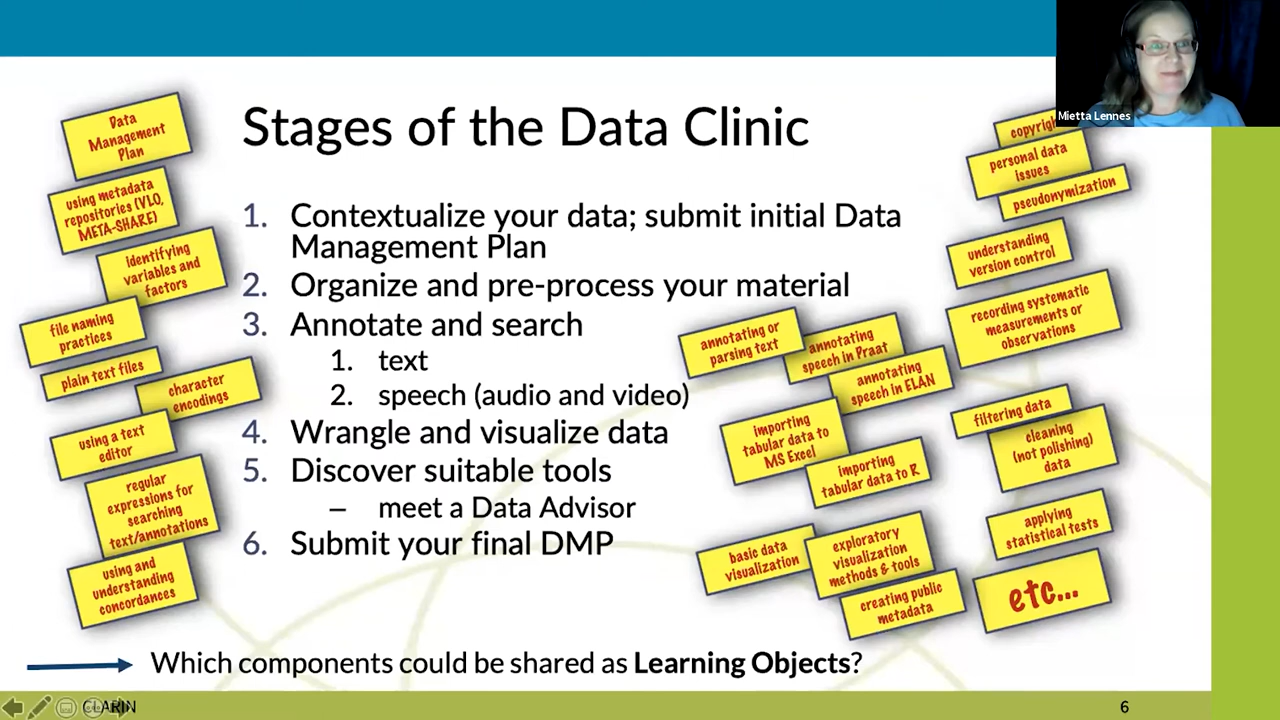 Mietta Lennes
Stages of the Data Clinic
1. Contextualize your data; submit initial Data
Management Plan
2. Organize and pre-process your material
3. Annotate and search
1. text
2. speech (audio and video)
4. Wrangle and visualize data
5. Discover suitable tools
– meet a Data Advisor
6. Submit your final DMP
Data
Management
Plan
using metadata
repositories (VLO,
META-SHARE)
identifying
variables and
factors
file naming
practices
plain text files
character
encodings
using a text
editor
regular
expressions for
searching
text/annotations
using and
understanding
concordances
annotating or
parsing text
annotating
speech in Praat
annotating
speech in ELAN
importing
tabular data to
MS Excel
importing
tabular data to R
basic data
visualization
exploratory
visualization
methods & tools
creating public
metadata
personal data
issues
pseudonymization
understanding
version control
recording systematic
measurements or
observations
filtering data
cleaning
(not polishing)
data
applying
statistical tests
etc...
Which components could be shared as Learning Objects?
CLARIN
6